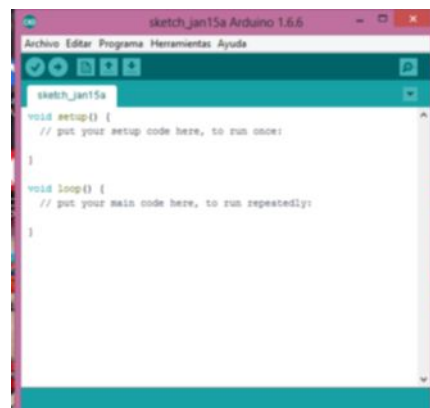 sketch_jan15a Arduino 1.6.6
Archivo Editar Programa Herramientas Ayuda
sketch_jan15a
void setup() {
// put your setup code here, to run once:
}
void loop() {
// put your main code here, to run repeatedly:
}